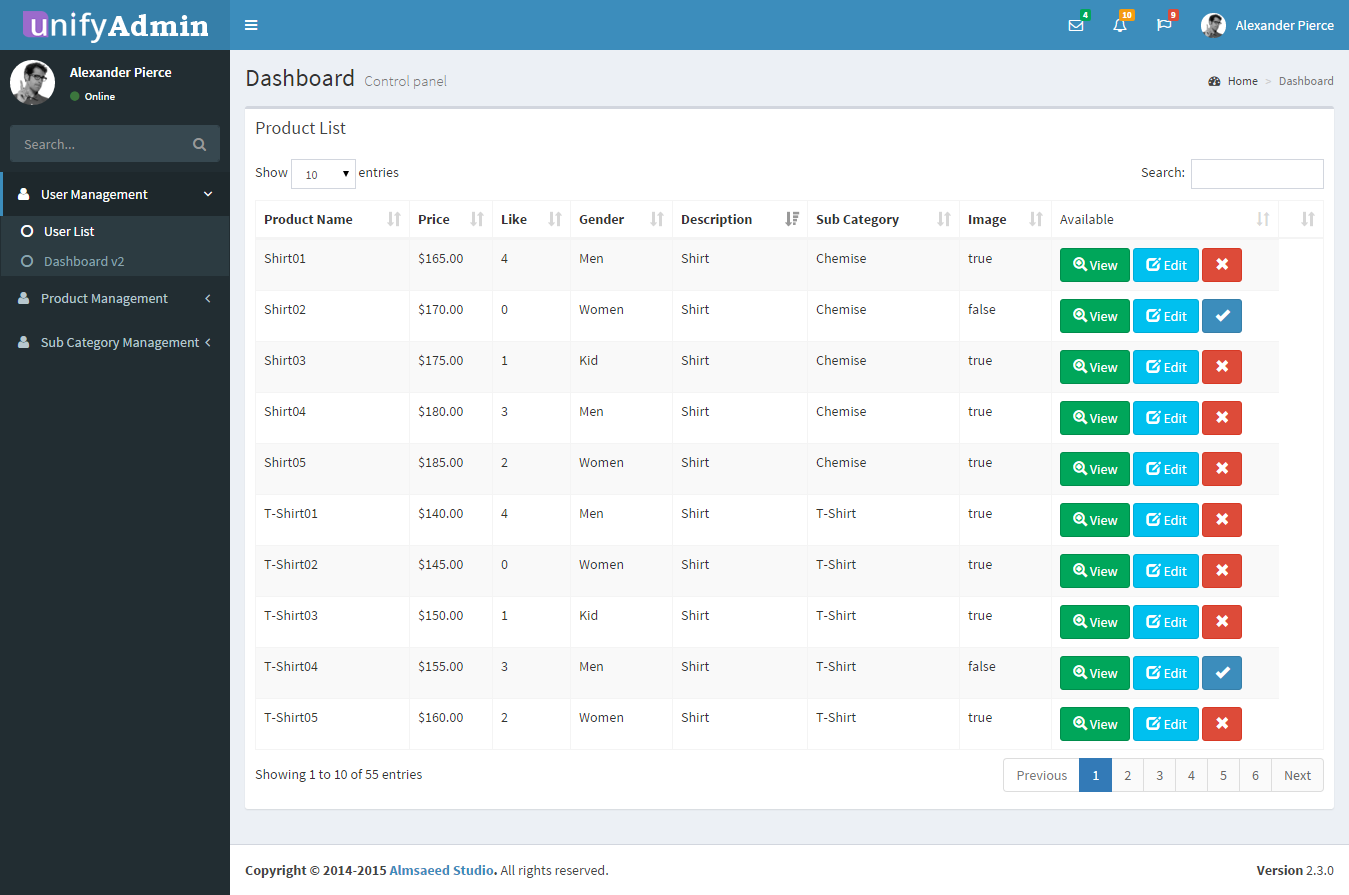 unifyAdmin
4
10
9
Alexander Pierce
Alexander Pierce
Online
Search...
User Management
User List
Dashboard v2
Product Management
Sub Category Management
Dashboard Control panel
Home > Dashboard
Product List
Show 10 entries
Search:
Product Name Price Like Gender Description Sub Category Image Available
Shirt01 $165.00 4 Men Shirt Chemise true View Edit
Shirt02 $170.00 0 Women Shirt Chemise false View Edit
Shirt03 $175.00 1 Kid Shirt Chemise true View Edit
Shirt04 $180.00 3 Men Shirt Chemise true View Edit
Shirt05 $185.00 2 Women Shirt Chemise true View Edit
T-Shirt01 $140.00 4 Men Shirt T-Shirt true View Edit
T-Shirt02 $145.00 0 Women Shirt T-Shirt true View Edit
T-Shirt03 $150.00 1 Kid Shirt T-Shirt true View Edit
T-Shirt04 $155.00 3 Men Shirt T-Shirt false View Edit
T-Shirt05 $160.00 2 Women Shirt T-Shirt true View Edit
Showing 1 to 10 of 55 entries
Previous 1 2 3 4 5 6 Next
Copyright © 2014-2015 Almsaeed Studio. All rights reserved.
Version 2.3.0